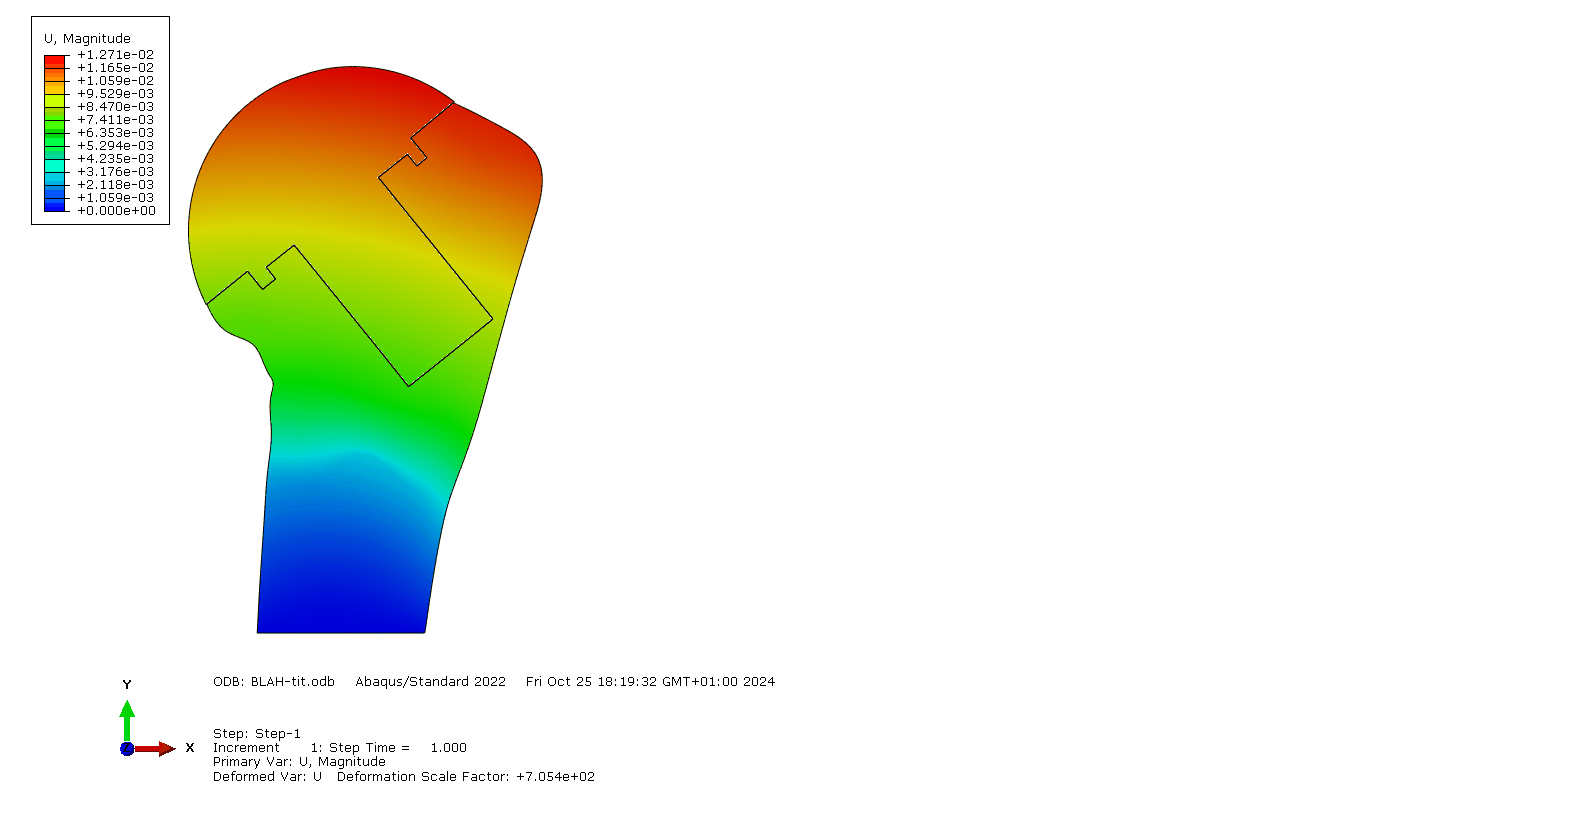 U, Magnitude
+1.271e-02
+1.165e-02
+1.059e-02
+9.529e-03
+8.470e-03
+7.411e-03
+6.353e-03
+5.294e-03
+4.235e-03
+3.176e-03
+2.118e-03
+1.059e-03
+0.000e+00
Y
X
ODB: BLAH-tit.odb Abaqus/Standard 2022 Fri Oct 25 18:19:32 GMT+01:00 2024
Step: Step-1
Increment 1: Step Time = 1.000
Primary Var: U, Magnitude
Deformed Var: U Deformation Scale Factor: +7.054e+02